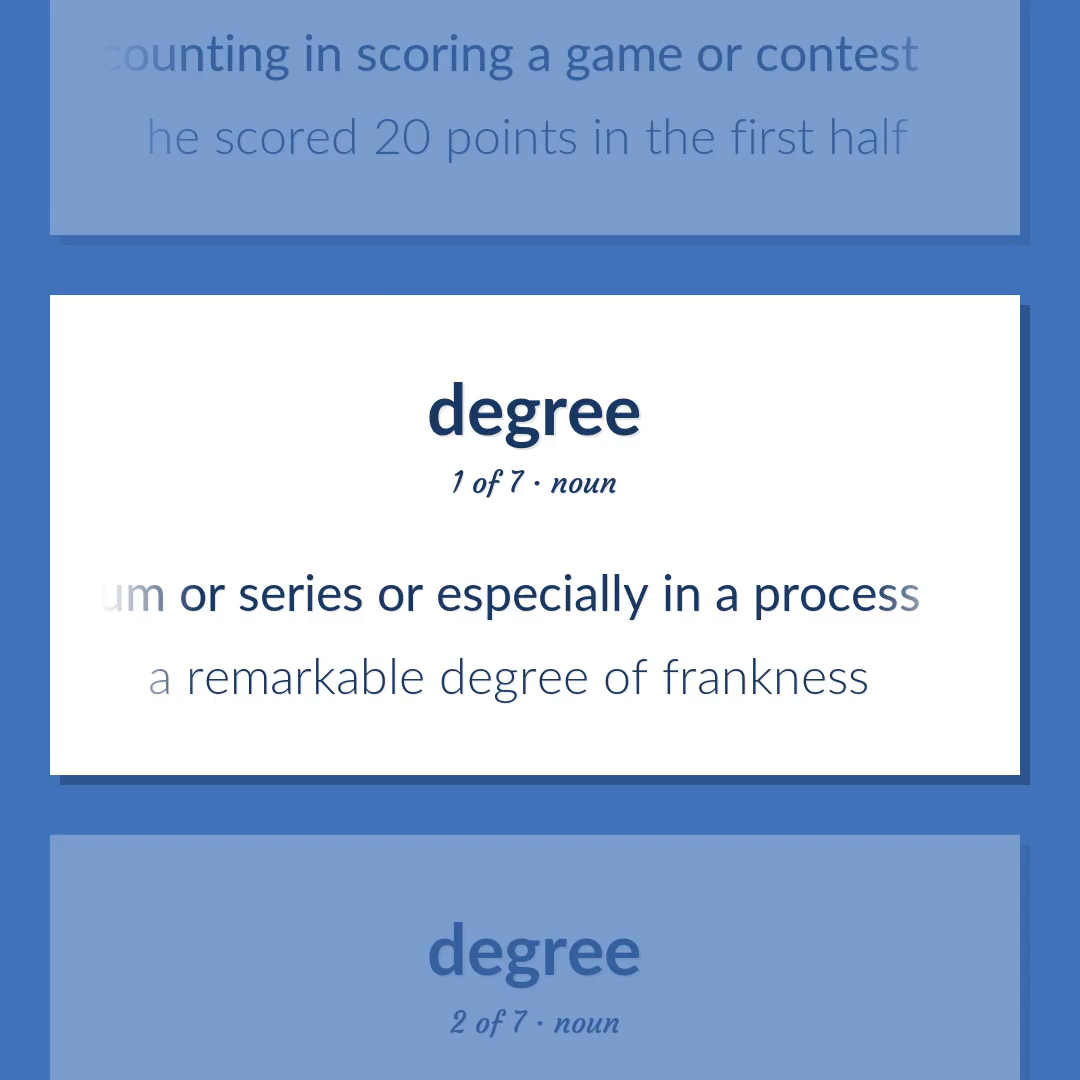 counting in scoring a game or contest
he scored 20 points in the first half
degree
1 of 7 · noun
um or series or especially in a process
a remarkable degree of frankness
degree
2 of 7 · noun